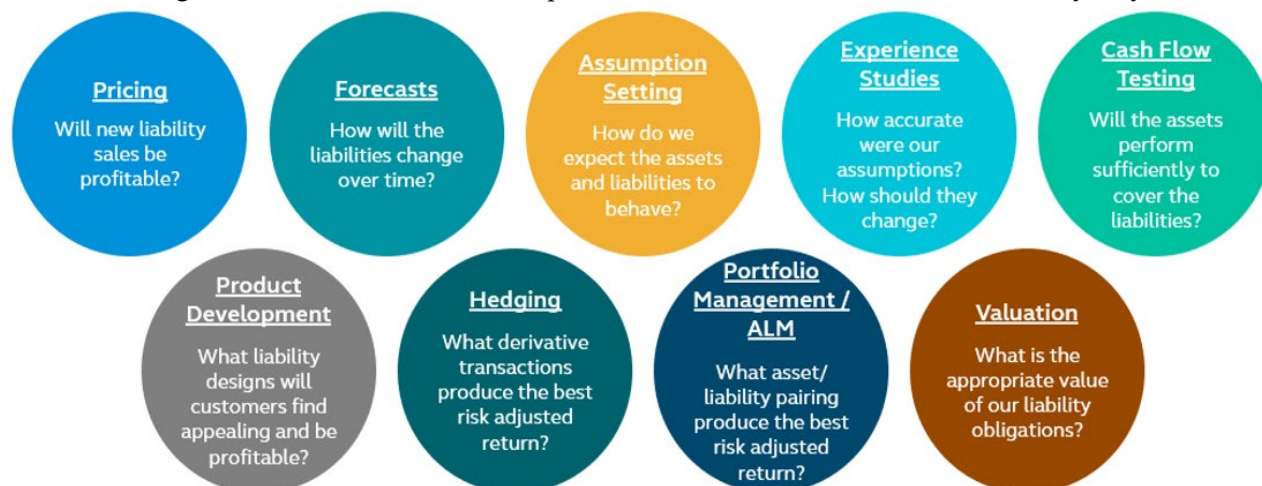 Pricing
Will new liability
sales be
profitable?
Forecasts
How will the
liabilities change
over time?
Assumption
Setting
How do we
expect the assets
and liabilities to
behave?
Experience
Studies
How accurate
were our
assumptions?
How should they
change?
Cash Flow
Testing
Will the assets
perform
sufficiently to
cover the
liabilities?
Product
Development
What liability
designs will
customers find
appealing and be
profitable?
Hedging
What derivative
transactions
produce the best
risk adjusted
return?
Portfolio
Management /
ALM
What asset/
liability pairing
produce the best
risk adjusted
return?
Valuation
What is the
appropriate value
of our liability
obligations?